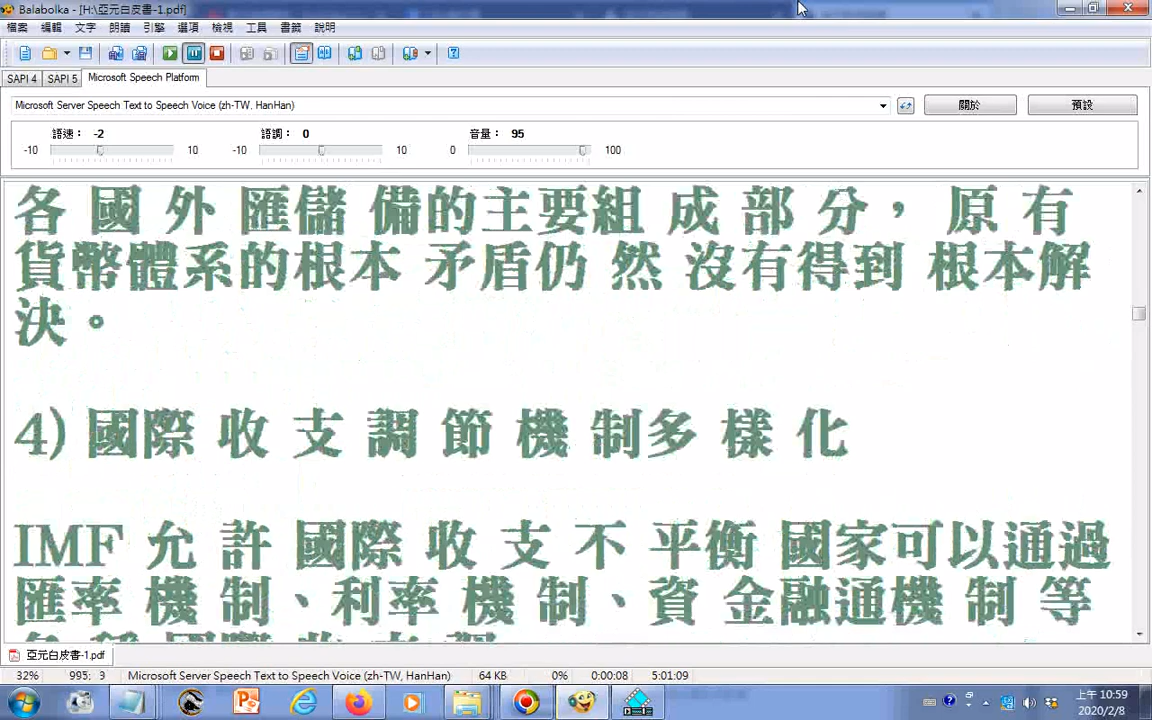 Balabolka - [H:\亞元白皮書-1.pdf]
檔案 編輯 文字 朗讀 引擎 選項 檢視 工具 書籤 說明
SAPI 4 SAPI 5 Microsoft Speech Platform
Microsoft Server Speech Text to Speech Voice (zh-TW, HanHan) 關於 預設
語速： -2 語調： 0 音量： 95
-10 10 -10 10 0 100
各 國 外 匯儲 備的主要組 成 部 分， 原 有
貨幣體系的根本 矛盾仍 然 沒有得到 根本解
決。
4) 國際 收 支 調 節 機 制多 樣 化
IMF 允 許 國際 收 支 不 平衡 國家可以通過
匯率 機 制、利率 機 制、資 金融通機 制 等
亞元白皮書-1.pdf
32% 995: 3 Microsoft Server Speech Text to Speech Voice (zh-TW, HanHan) 64 KB 0% 0:00:08 5:01:09
上午 10:59
2020/2/8